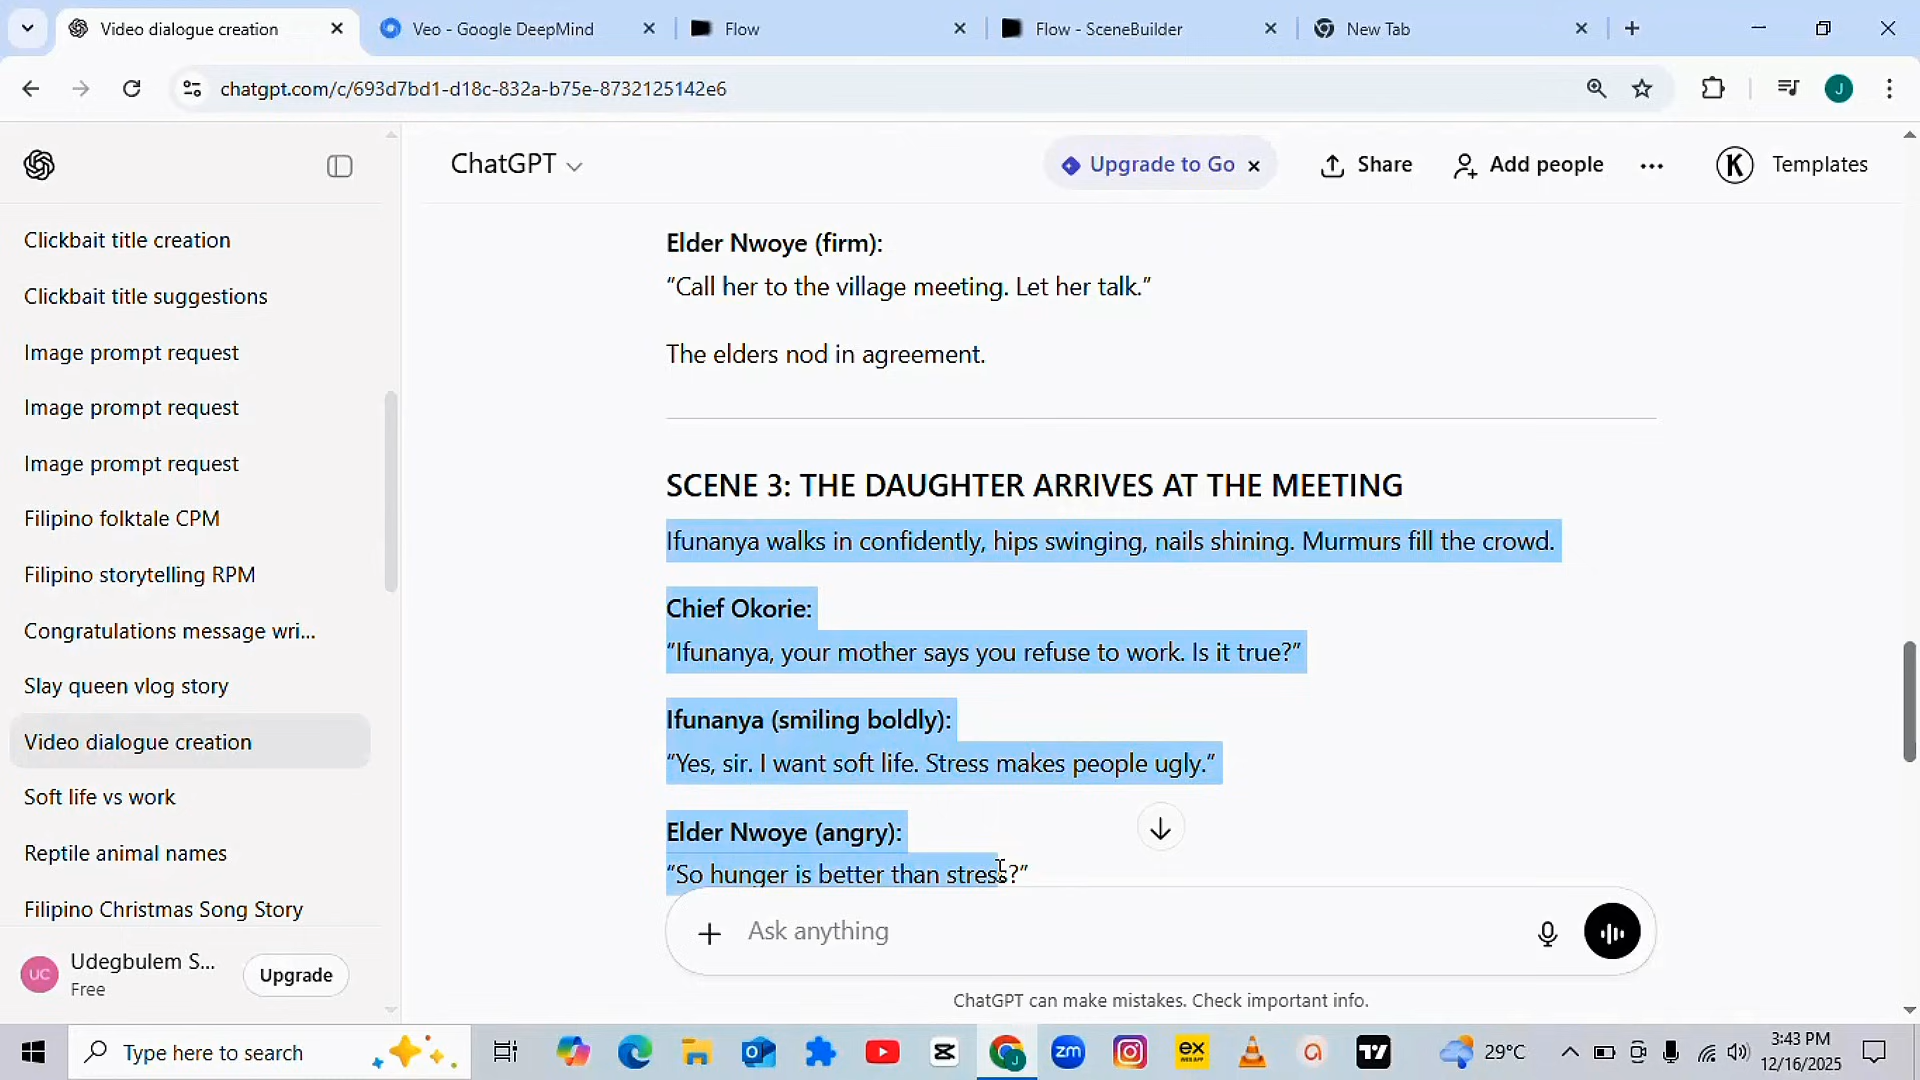 Video dialogue creation
Veo - Google DeepMind
Flow
Flow - SceneBuilder
New Tab
chatgpt.com/c/693d7bd1-d18c-832a-b75e-8732125142e6
J
ChatGPT
Upgrade to Go
Share
Add people
K
Templates
Clickbait title creation
Clickbait title suggestions
Image prompt request
Image prompt request
Image prompt request
Filipino folktale CPM
Filipino storytelling RPM
Congratulations message wri...
Slay queen vlog story
Video dialogue creation
Soft life vs work
Reptile animal names
Filipino Christmas Song Story
UC
Udegbulem S...
Free
Upgrade
Elder Nwoye (firm):
“Call her to the village meeting. Let her talk.”
The elders nod in agreement.
SCENE 3: THE DAUGHTER ARRIVES AT THE MEETING
Ifunanya walks in confidently, hips swinging, nails shining. Murmurs fill the crowd.
Chief Okorie:
“Ifunanya, your mother says you refuse to work. Is it true?”
Ifunanya (smiling boldly):
“Yes, sir. I want soft life. Stress makes people ugly.”
Elder Nwoye (angry):
“So hunger is better than stress?”
Ask anything
ChatGPT can make mistakes. Check important info.
Type here to search
J
zm
ex
WEB APP
29°C
3:43 PM
12/16/2025